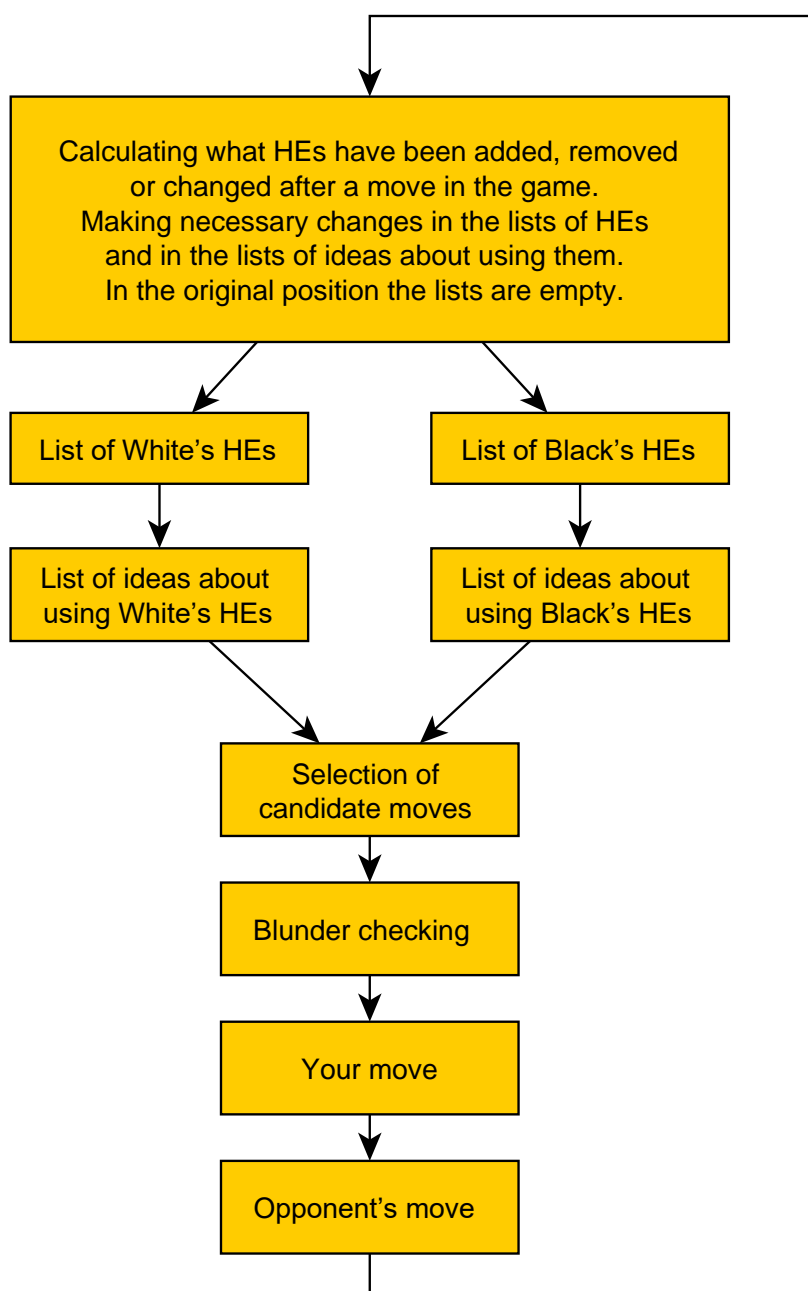 Calculating what HEs have been added, removed
or changed after a move in the game.
Making necessary changes in the lists of HEs
and in the lists of ideas about using them.
In the original position the lists are empty.
List of White’s HEs
List of Black’s HEs
List of ideas about
using White’s HEs
List of ideas about
using Black’s HEs
Selection of
candidate moves
Blunder checking
Your move
Opponent’s move